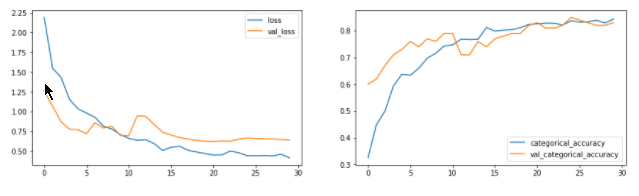 2.25
2.00
1.75
1.50
1.25
1.00
0.75
0.50
0 5 10 15 20 25 30
loss
val_loss
0.8
0.7
0.6
0.5
0.4
0.3
0 5 10 15 20 25 30
categorical_accuracy
val_categorical_accuracy